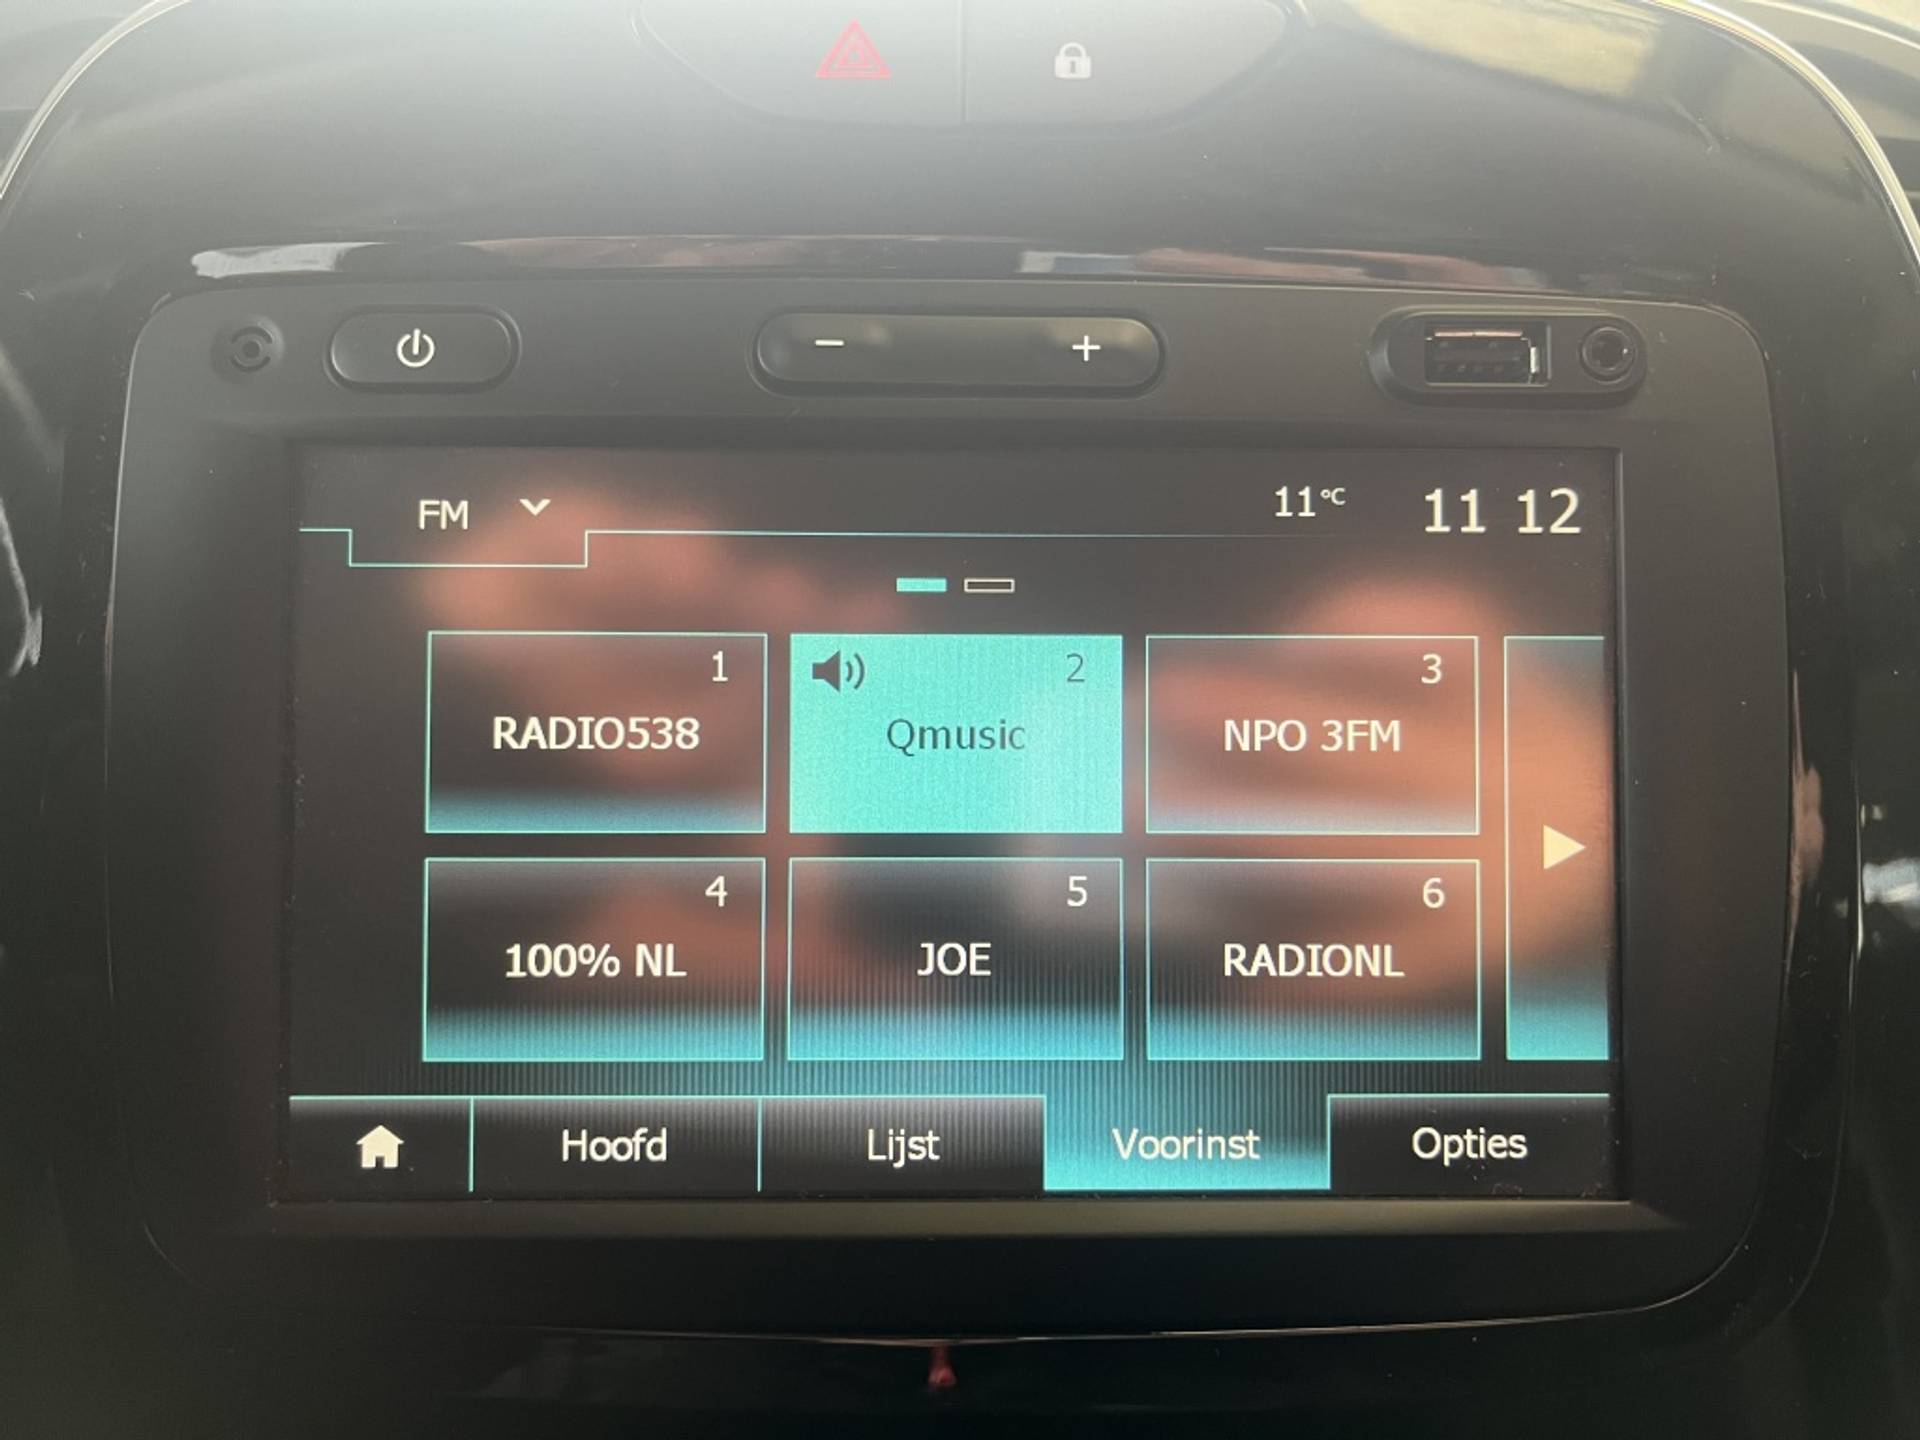 FM 11°C 11 12
1 2 3
RADIO538 Qmusic NPO 3FM
4 5 6
100% NL JOE RADIONL
Hoofd Lijst Voorinst Opties